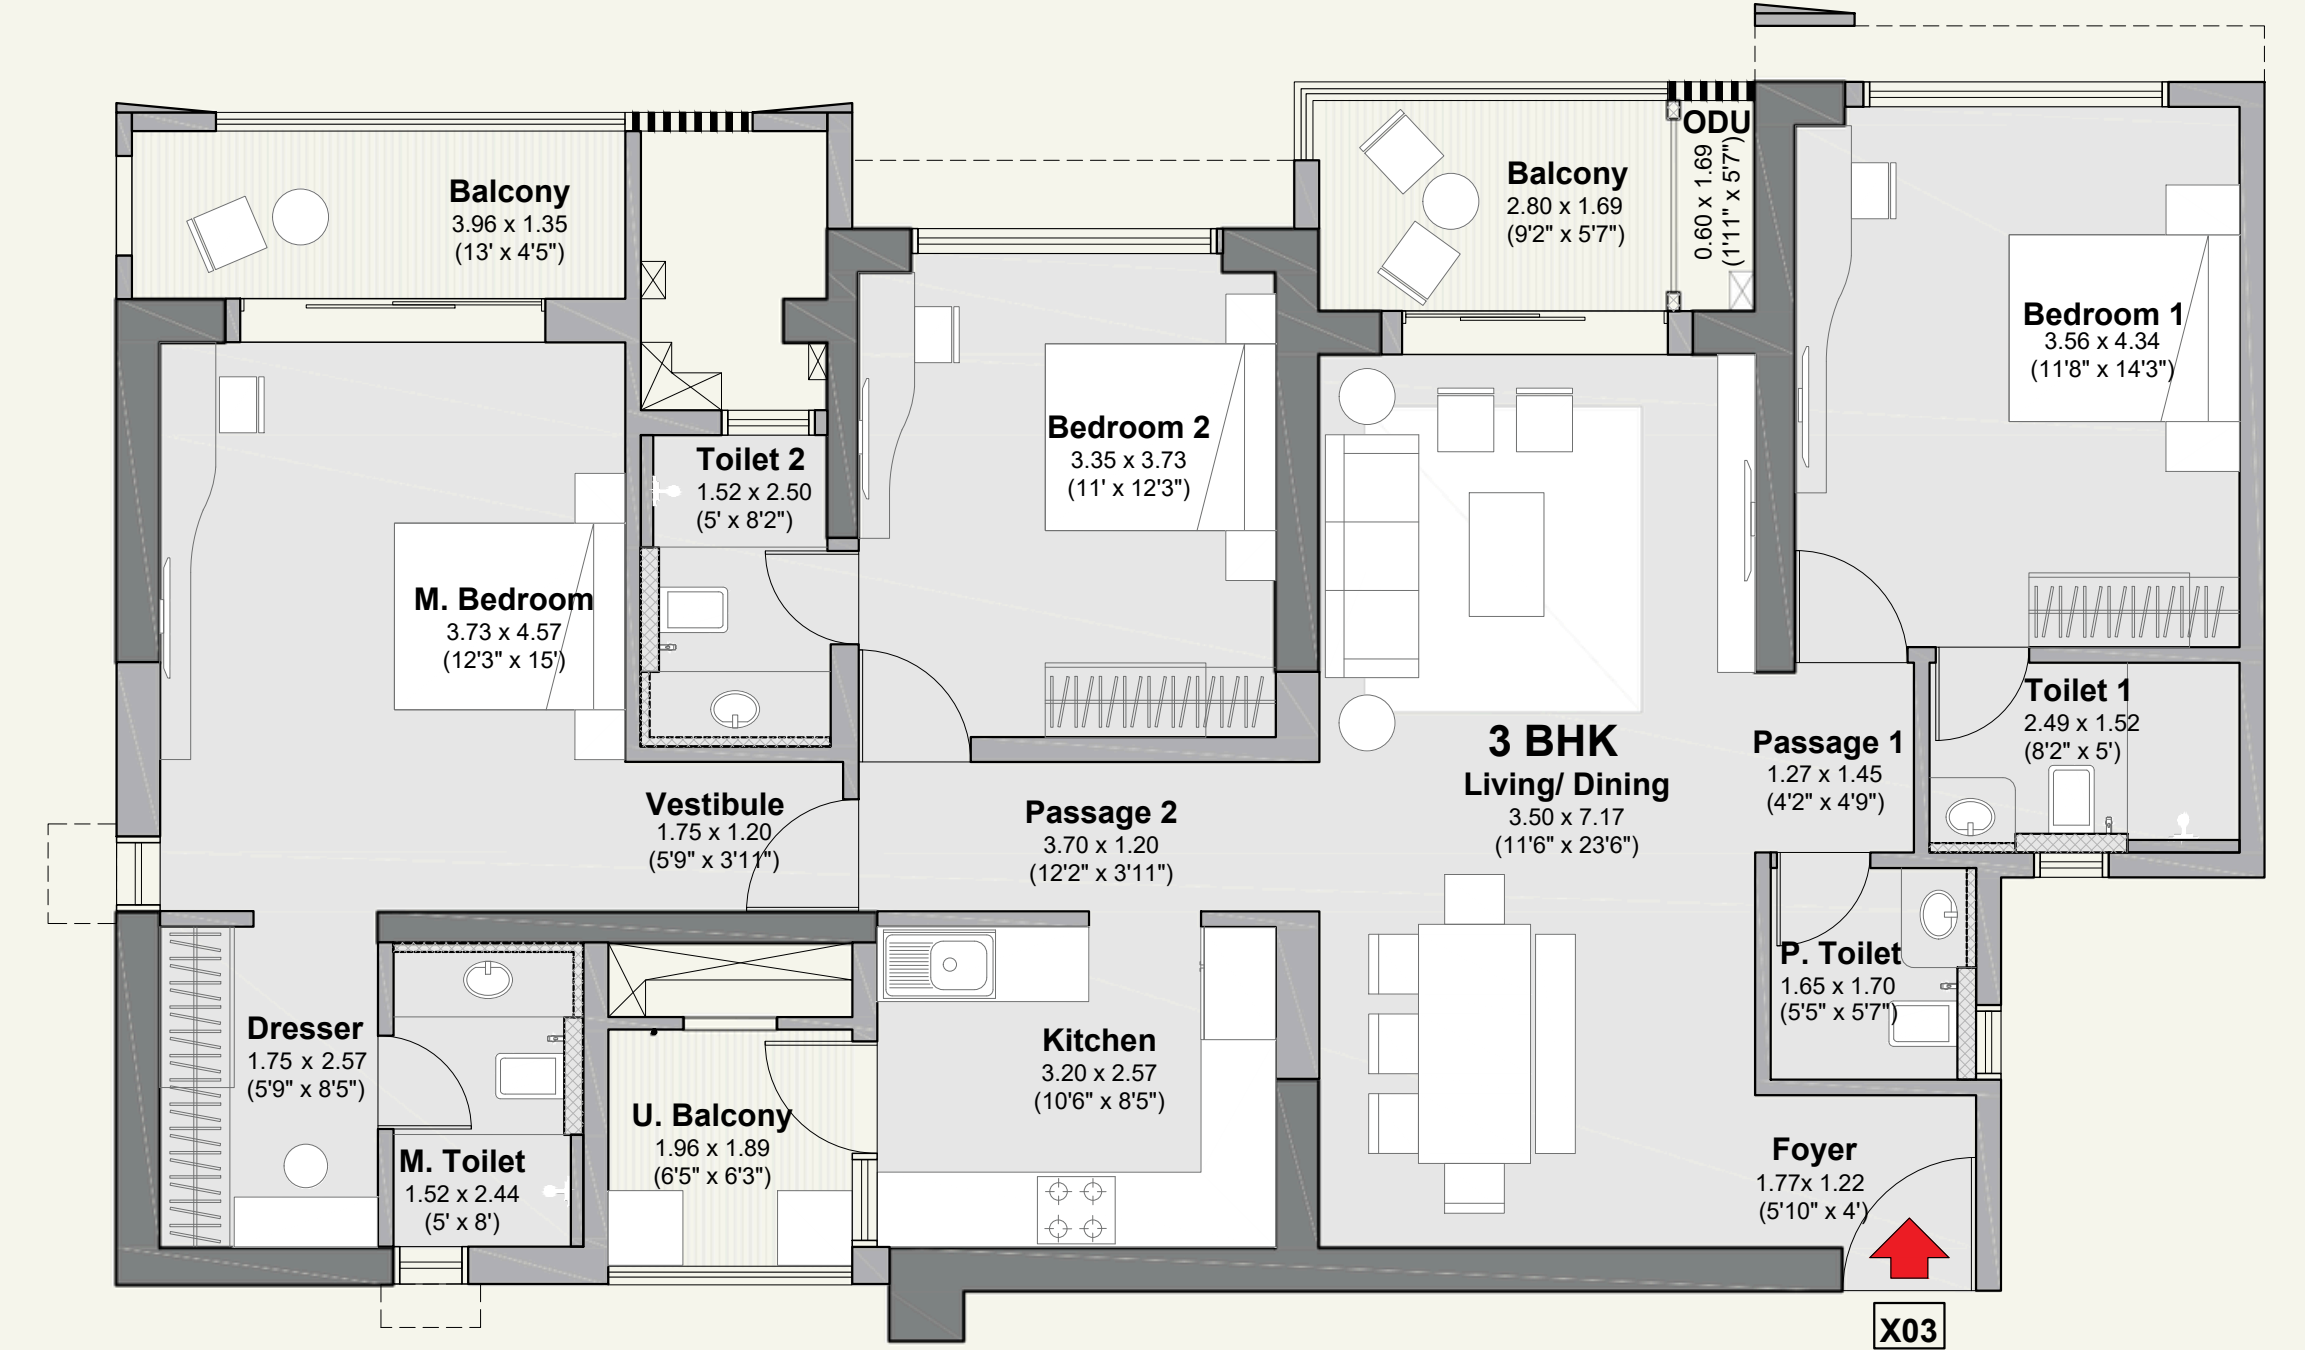 ODU
0.60 x 1.69
(1'11" x 5'7")
Balcony
3.96 x 1.35
(13' x 4'5")
Balcony
2.80 x 1.69
(9'2" x 5'7")
Bedroom 1
3.56 x 4.34
(11'8" x 14'3")
Bedroom 2
3.35 x 3.73
(11' x 12'3")
Toilet 2
1.52 x 2.50
(5' x 8'2")
M. Bedroom
3.73 x 4.57
(12'3" x 15')
Toilet 1
2.49 x 1.52
(8'2" x 5')
3 BHK
Living/ Dining
3.50 x 7.17
(11'6" x 23'6")
Passage 1
1.27 x 1.45
(4'2" x 4'9")
Vestibule
1.75 x 1.20
(5'9" x 3'11")
Passage 2
3.70 x 1.20
(12'2" x 3'11")
P. Toilet
1.65 x 1.70
(5'5" x 5'7")
Dresser
1.75 x 2.57
(5'9" x 8'5")
Kitchen
3.20 x 2.57
(10'6" x 8'5")
U. Balcony
1.96 x 1.89
(6'5" x 6'3")
M. Toilet
1.52 x 2.44
(5' x 8')
Foyer
1.77x 1.22
(5'10" x 4')
X03